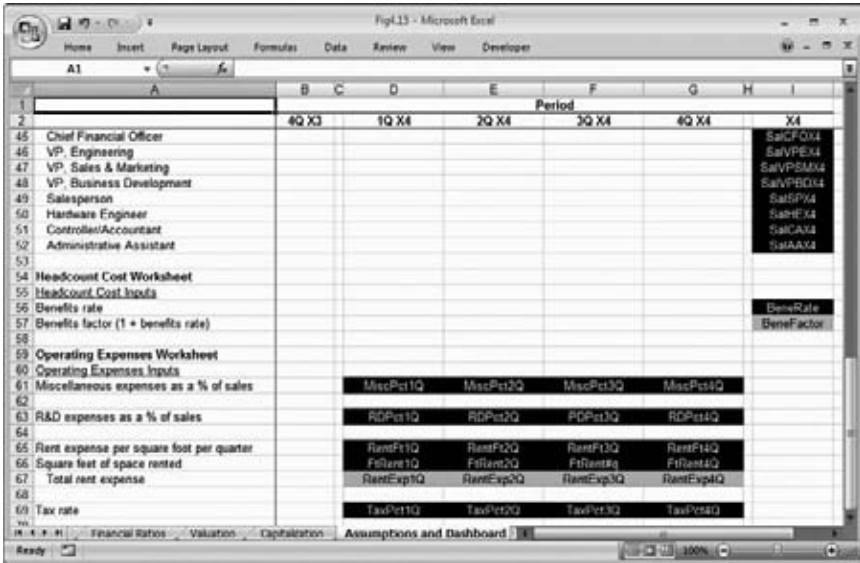 Fig4.13 - Microsoft Excel
Home Insert Page Layout Formulas Data Review View Developer
A1 fx
A B C D E F G H I
1 Period
2 4Q X3 1Q X4 2Q X4 3Q X4 4Q X4 X4
45 Chief Financial Officer SalCFOX4
46 VP, Engineering SalVPEX4
47 VP, Sales & Marketing SalVPSMX4
48 VP, Business Development SalVPBDX4
49 Salesperson SalSPX4
50 Hardware Engineer SalHEX4
51 Controller/Accountant SalCAX4
52 Administrative Assistant SalAAX4
53
54 Headcount Cost Worksheet
55 Headcount Cost Inputs
56 Benefits rate BeneRate
57 Benefits factor (1 + benefits rate) BeneFactor
58
59 Operating Expenses Worksheet
60 Operating Expenses Inputs
61 Miscellaneous expenses as a % of sales MiscPct1Q MiscPct2Q MiscPct3Q MiscPct4Q
62
63 R&D expenses as a % of sales RDPct1Q RDPct2Q PDPct3Q RDPct4Q
64
65 Rent expense per square foot per quarter RentFt1Q RentFt2Q RentFt3Q RentFt4Q
66 Square feet of space rented FtRent1Q FtRent2Q FtRent#q FtRent4Q
67 Total rent expense RentExp1Q RentExp2Q RentExp3Q RentExp4Q
68
69 Tax rate TaxPct1Q TaxPct2Q TaxPct3Q TaxPct4Q
70
Financial Ratios Valuation Capitalization Assumptions and Dashboard
Ready 100%